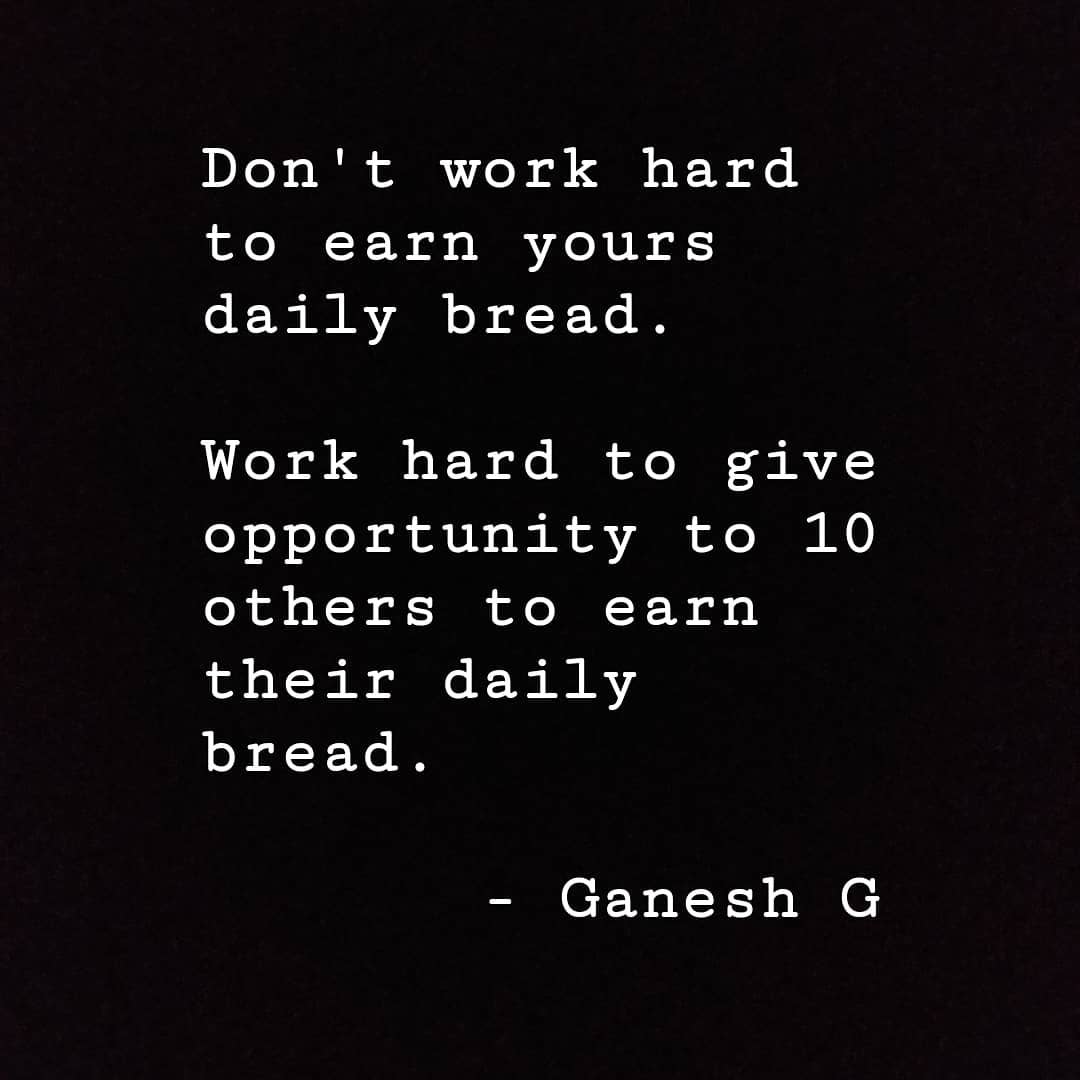 Don't work hard
to earn yours
daily bread.
Work hard to give
opportunity to 10
others to earn
their daily
bread.
- Ganesh G